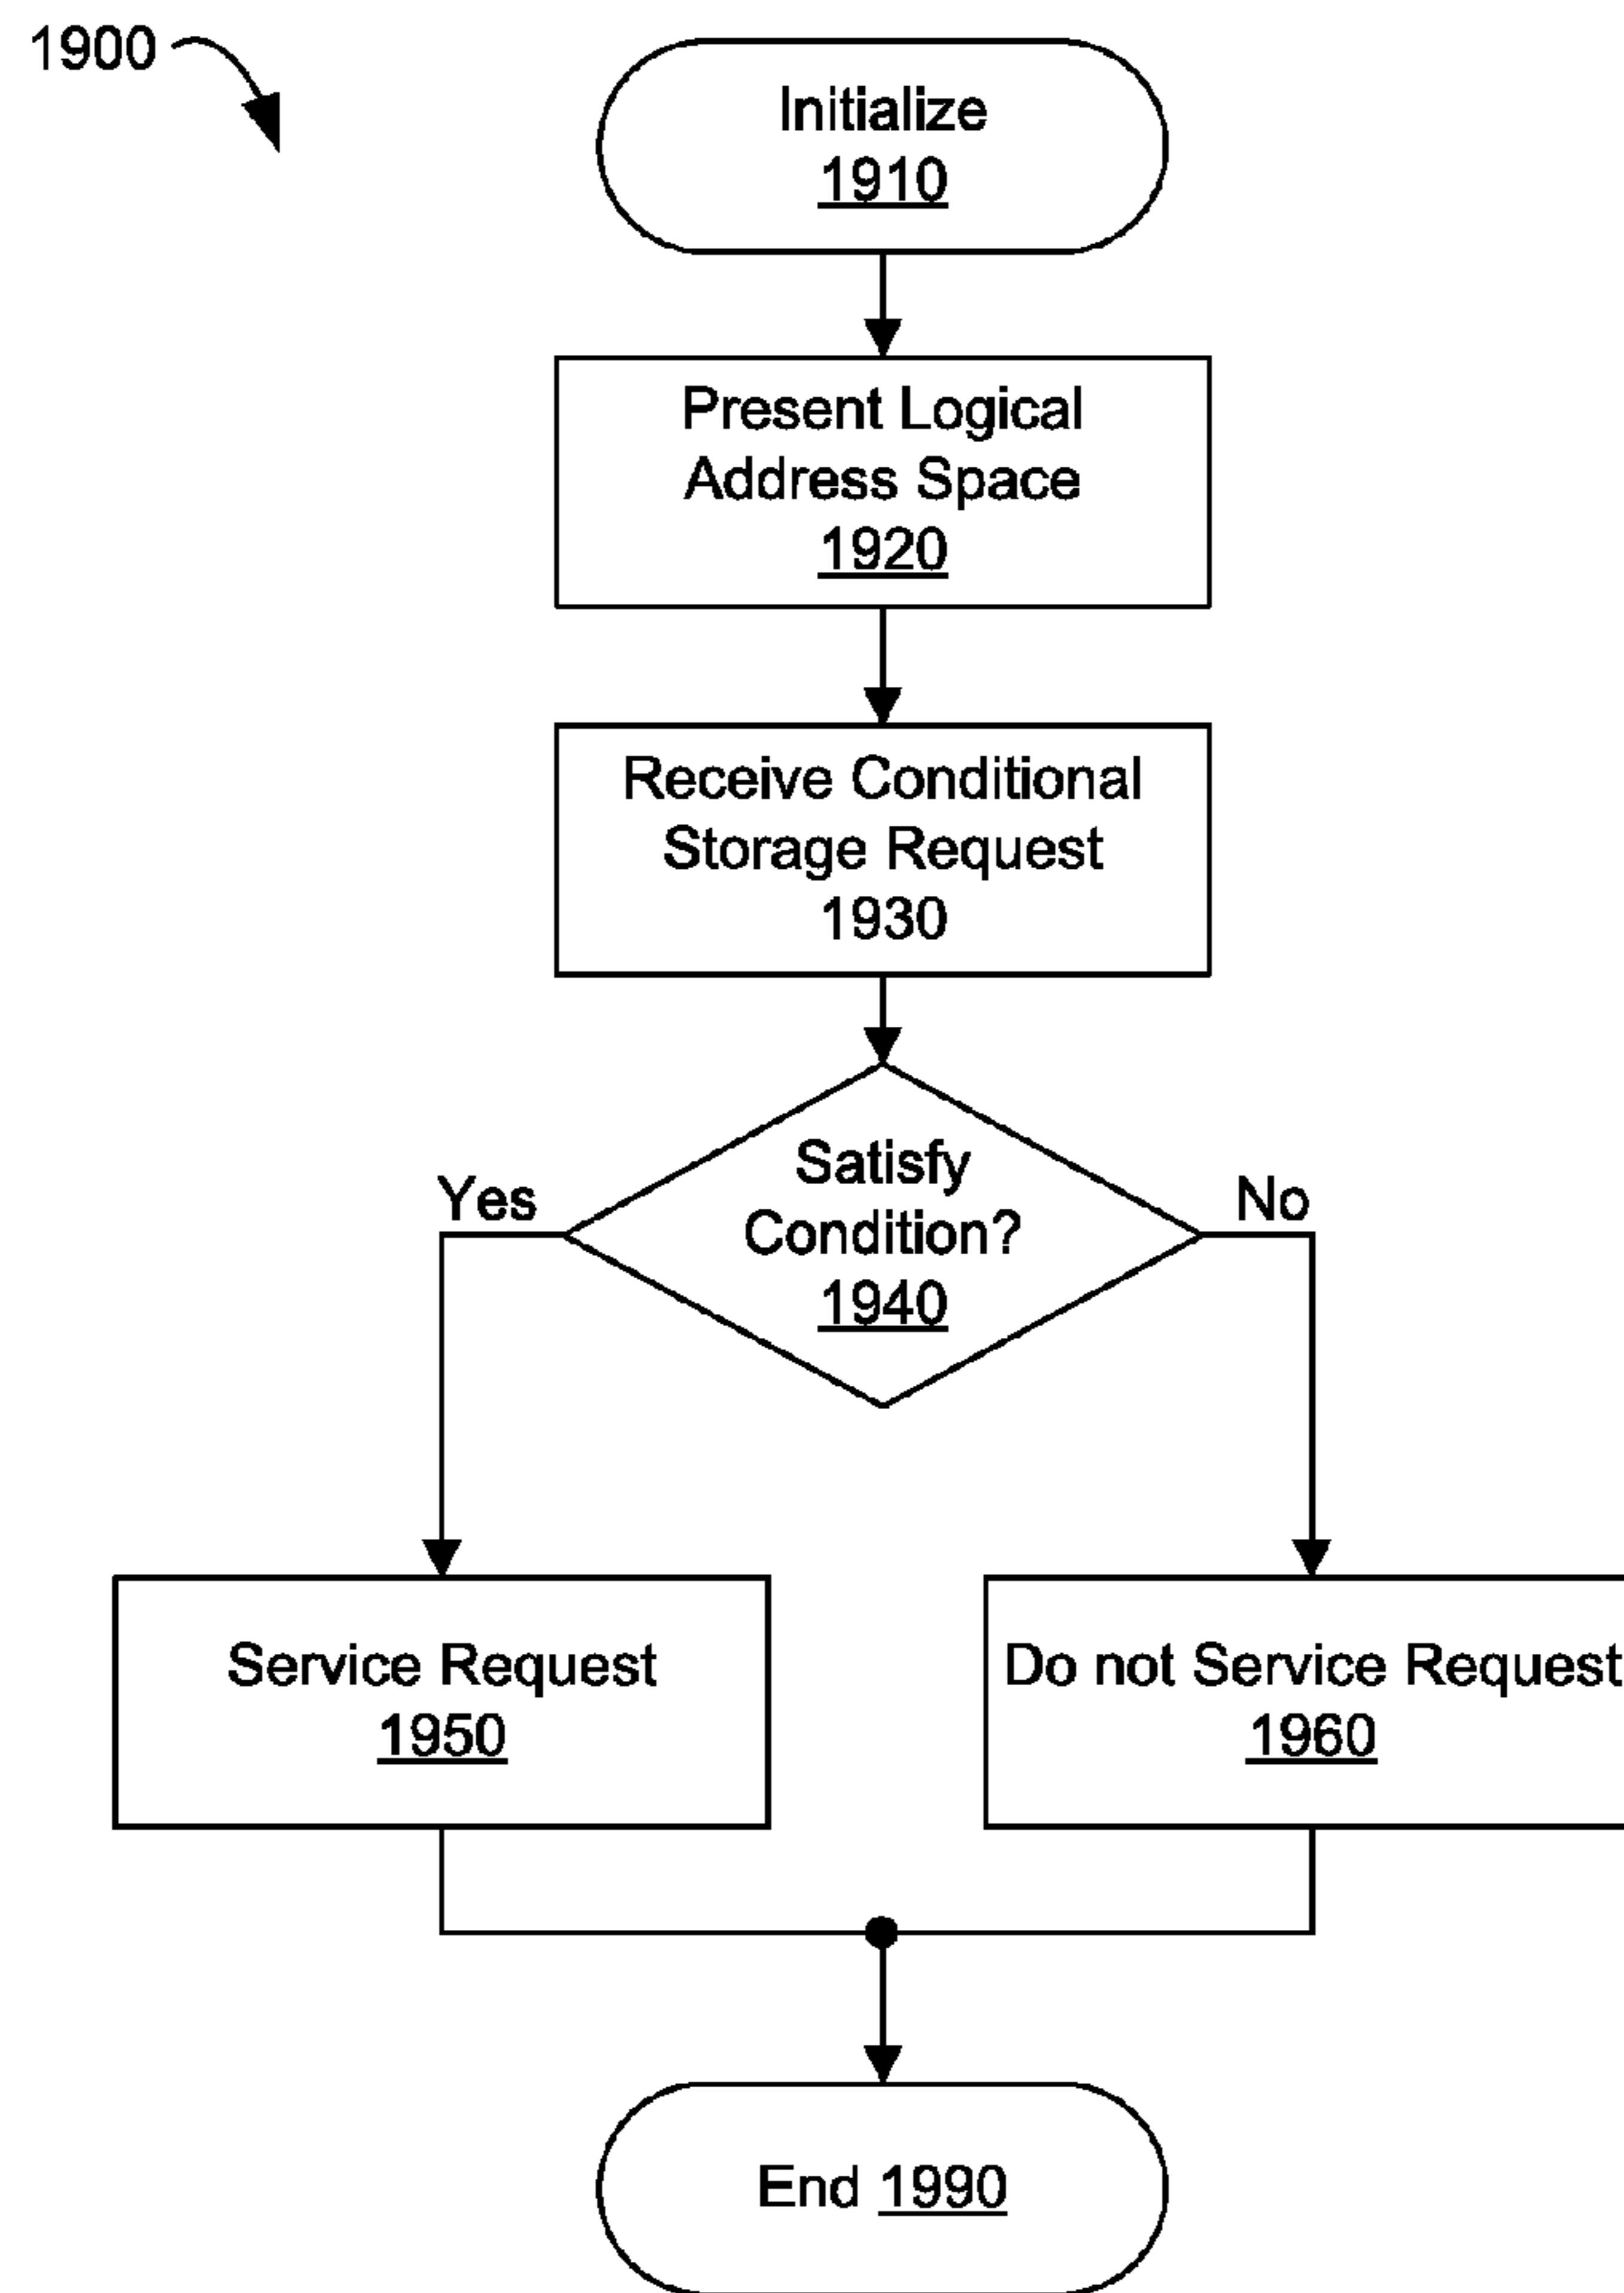 1900
Initialize
1910
Present Logical
Address Space
1920
Receive Conditional
Storage Request
1930
Satisfy
Condition?
1940
Yes
No
Service Request
1950
Do not Service Request
1960
End 1990